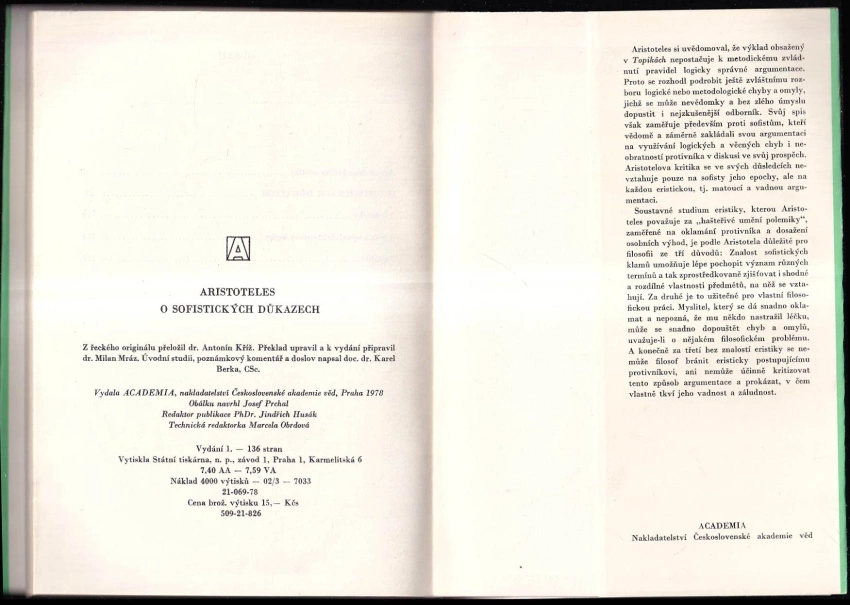 A
ARISTOTELES
O SOFISTICKÝCH DŮKAZECH
Z řeckého originálu přeložil dr. Antonín Kříž. Překlad upravil a k vydání připravil
dr. Milan Mráz. Úvodní studii, poznámkový komentář a doslov napsal doc. dr. Karel
Berka, CSc.
Vydala ACADEMIA, nakladatelství Československé akademie věd, Praha 1978
Obálku navrhl Josef Prchal
Redaktor publikace PhDr. Jindřich Husák
Technická redaktorka Marcela Obrdová
Vydání 1. — 136 stran
Vytiskla Státní tiskárna, n. p., závod 1, Praha 1, Karmelitská 6
7,40 AA — 7,59 VA
Náklad 4000 výtisků — 02/3 — 7033
21-069-78
Cena brož. výtisku 15,— Kčs
509-21-826
Aristoteles si uvědomoval, že výklad obsažený
v Topikách nepostačuje k metodickému zvlád-
nutí pravidel logicky správné argumentace.
Proto se rozhodl podrobit ještě zvláštnímu roz-
boru logické nebo metodologické chyby a omyly,
jichž se může nevědomky a bez zlého úmyslu
dopustit i nejzkušenější odborník. Svůj spis
však zaměřuje především proti sofistům, kteří
vědomě a záměrně zakládali svou argumentaci
na využívání logických a věcných chyb i ne-
obratností protivníka v diskusi ve svůj prospěch.
Aristotelova kritika se ve svých důsledcích ne-
vztahuje pouze na sofisty jeho epochy, ale na
každou eristickou, tj. matoucí a vadnou argu-
mentaci.
Soustavné studium eristiky, kterou Aristo-
teles považuje za „hašteřivé umění polemiky“,
zaměřené na oklamání protivníka a dosažení
osobních výhod, je podle Aristotela důležité pro
filosofii ze tří důvodů: Znalost sofistických
klamů umožňuje lépe pochopit význam různých
termínů a tak zprostředkovaně zjišťovat i shodné
a rozdílné vlastnosti předmětů, na něž se vzta-
hují. Za druhé je to užitečné pro vlastní filoso-
fickou práci. Myslitel, který se dá snadno okla-
mat a nepozná, že mu někdo nastražil léčku,
může se snadno dopouštět chyb a omylů,
uvažuje-li o nějakém filosofickém problému.
A konečně za třetí bez znalostí eristiky se ne-
může filosof bránit eristicky postupujícímu
protivníkovi, ani nemůže účinně kritizovat
tento způsob argumentace a prokázat, v čem
vlastně tkví jeho vadnost a záludnost.
ACADEMIA
Nakladatelství Československé akademie věd